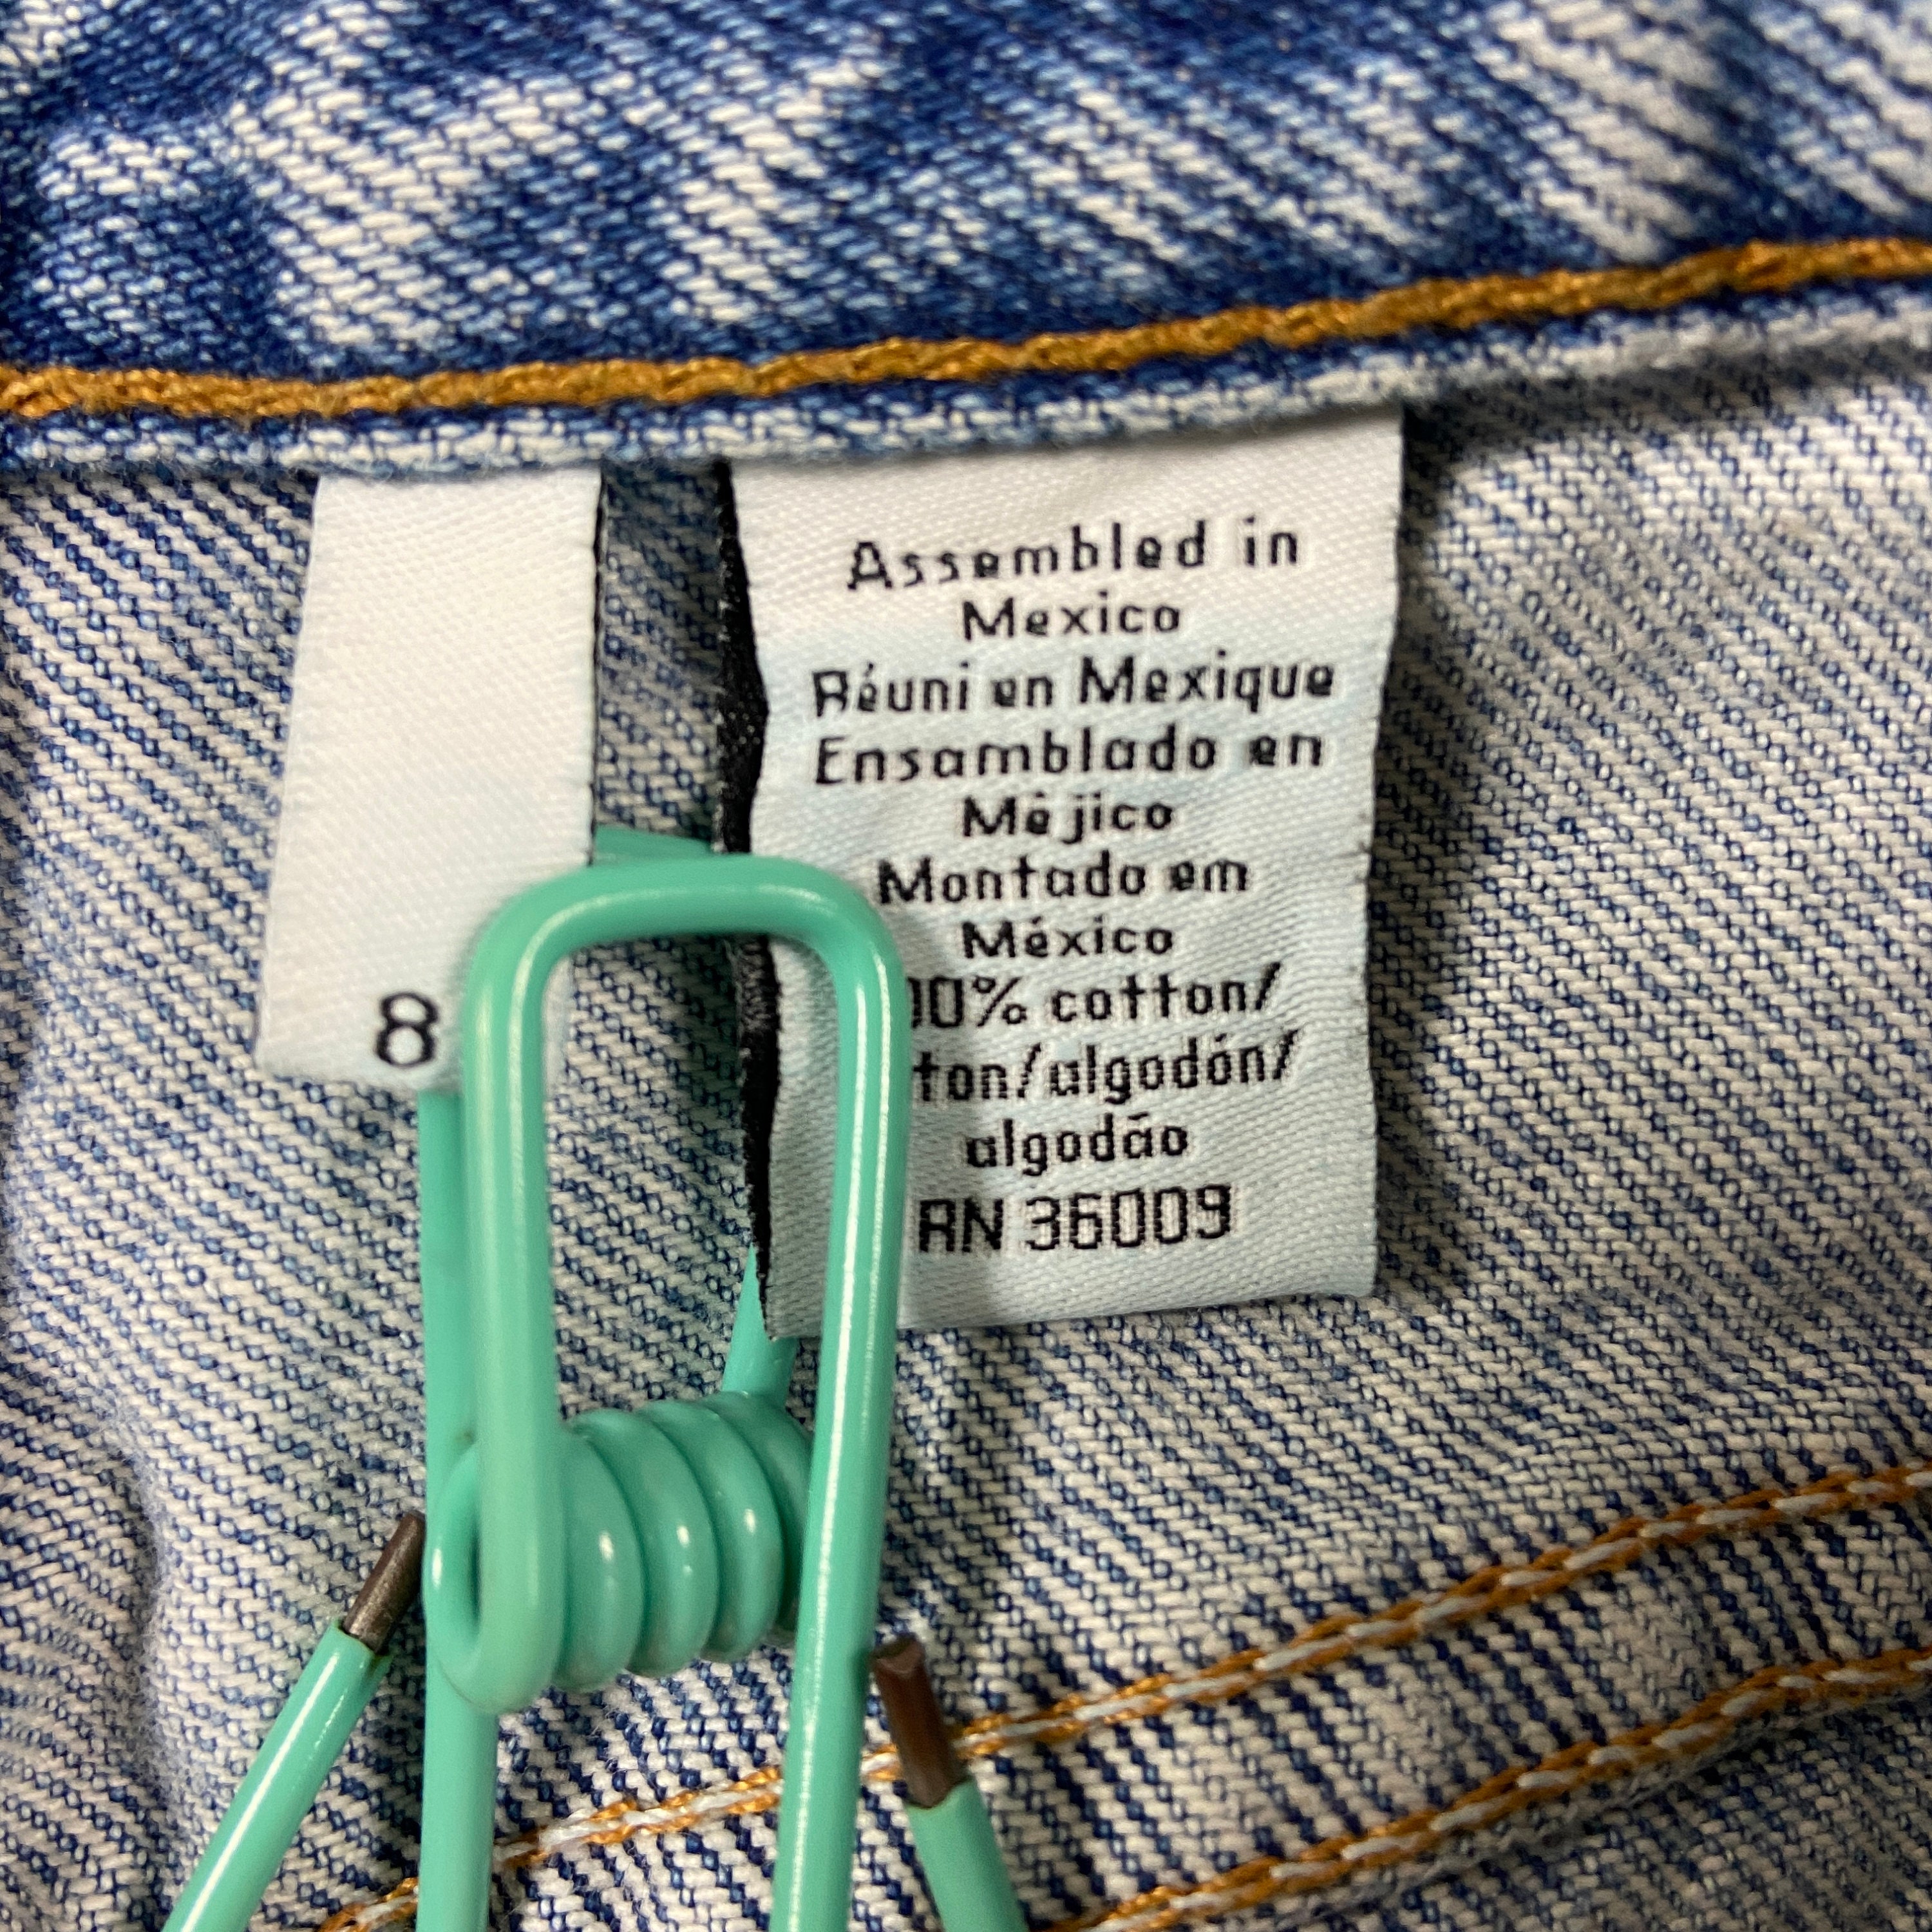 8
Assembled in
Mexico
Réuni en Mexique
Ensamblado en
Méjico
Montado em
México
00% cotton/
ton/algodón/
algodão
RN 36009